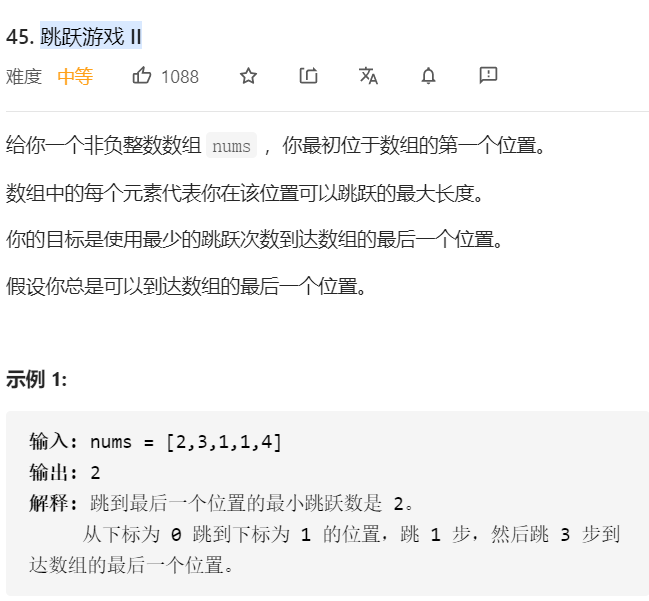 45. 跳跃游戏 II
难度 中等 1088
给你一个非负整数数组 nums ，你最初位于数组的第一个位置。
数组中的每个元素代表你在该位置可以跳跃的最大长度。
你的目标是使用最少的跳跃次数到达数组的最后一个位置。
假设你总是可以到达数组的最后一个位置。
示例 1:
输入: nums = [2,3,1,1,4]
输出: 2
解释: 跳到最后一个位置的最小跳跃数是 2。
从下标为 0 跳到下标为 1 的位置，跳 1 步，然后跳 3 步到
达数组的最后一个位置。